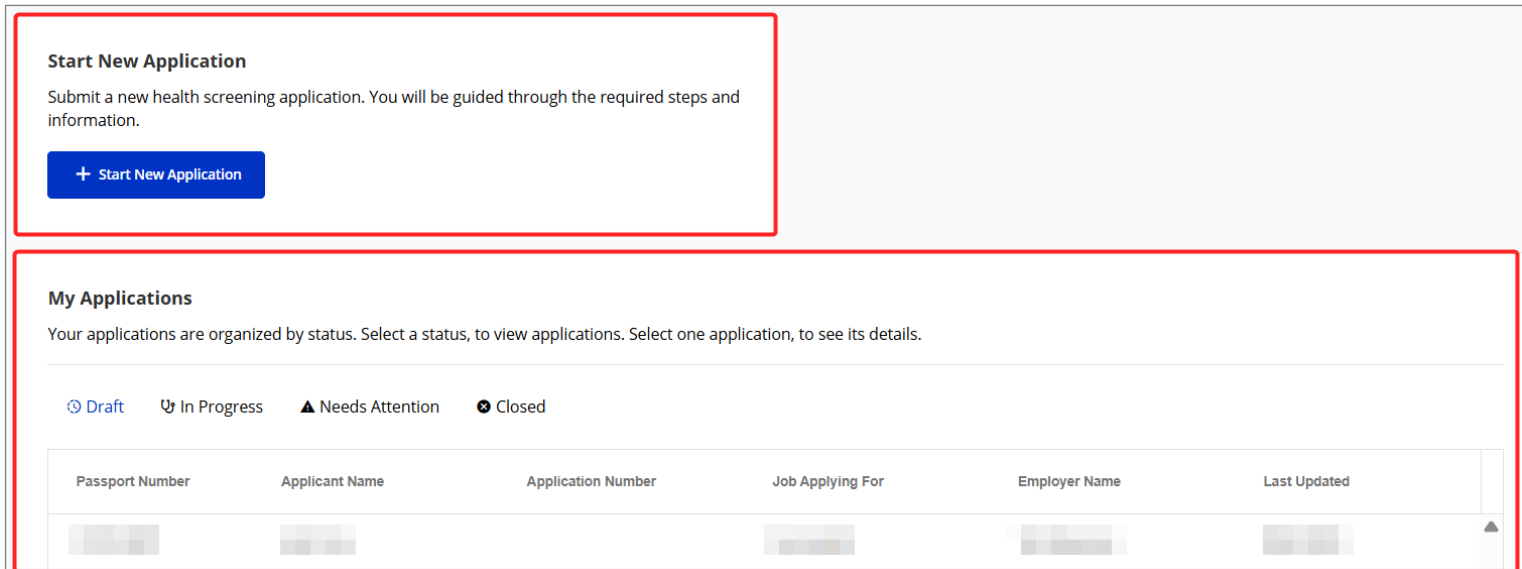 Start New Application
Submit a new health screening application. You will be guided through the required steps and
information.
+ Start New Application
My Applications
Your applications are organized by status. Select a status, to view applications. Select one application, to see its details.
Draft In Progress Needs Attention Closed
Passport Number Applicant Name Application Number Job Applying For Employer Name Last Updated